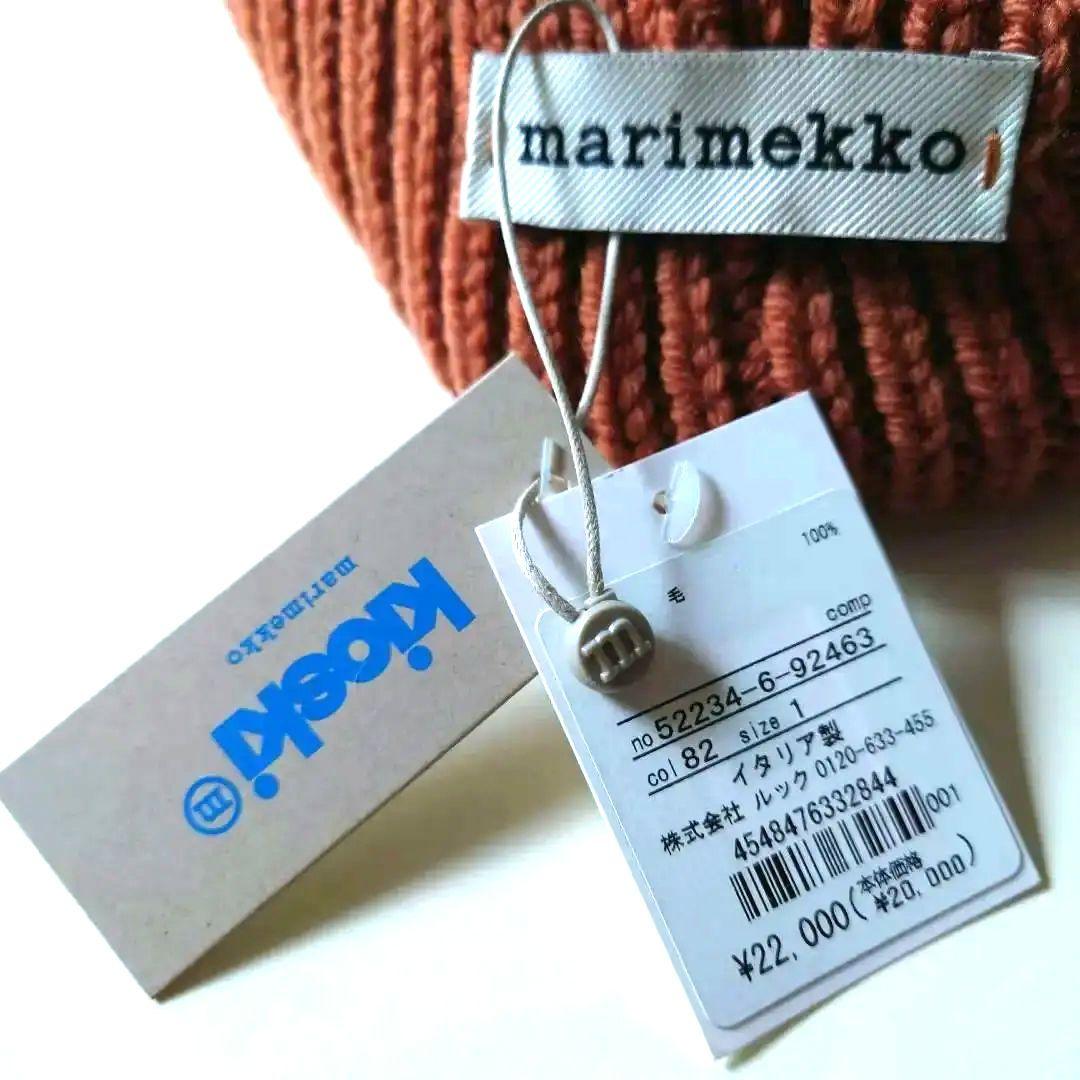 marimekko
kioski
marimekko
m
m
100%
毛
comp
no 52234-6-92463
col 82 size 1
イタリア製
株式会社 ルック 0120-633-455
4548476332844
001
¥22,000(本体価格 ¥20,000)